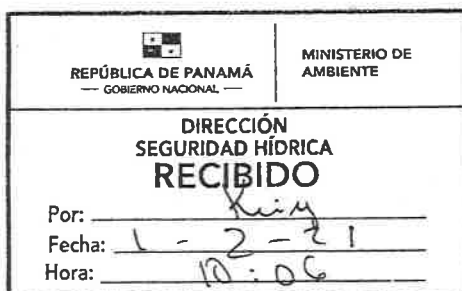 REPÚBLICA DE PANAMÁ
— GOBIERNO NACIONAL —
MINISTERIO DE
AMBIENTE
DIRECCIÓN
SEGURIDAD HÍDRICA
RECIBIDO
Por:
Fecha: 1 - 2 - 21
Hora: 10:06